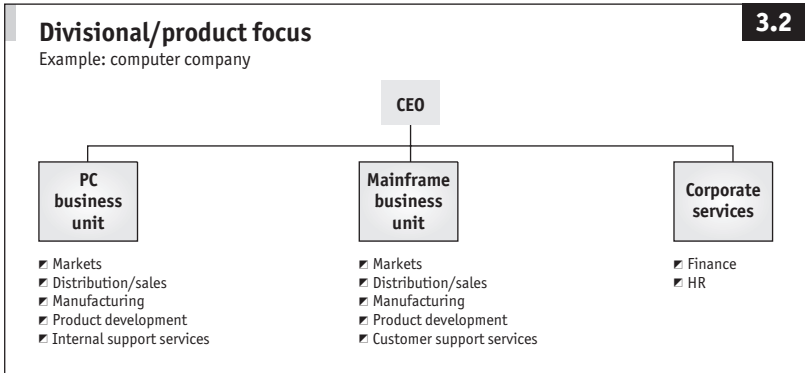 Divisional/product focus
3.2
Example: computer company
CEO
PC
business
unit
Mainframe
business
unit
Corporate
services
Markets
Distribution/sales
Manufacturing
Product development
Internal support services
Markets
Distribution/sales
Manufacturing
Product development
Customer support services
Finance
HR